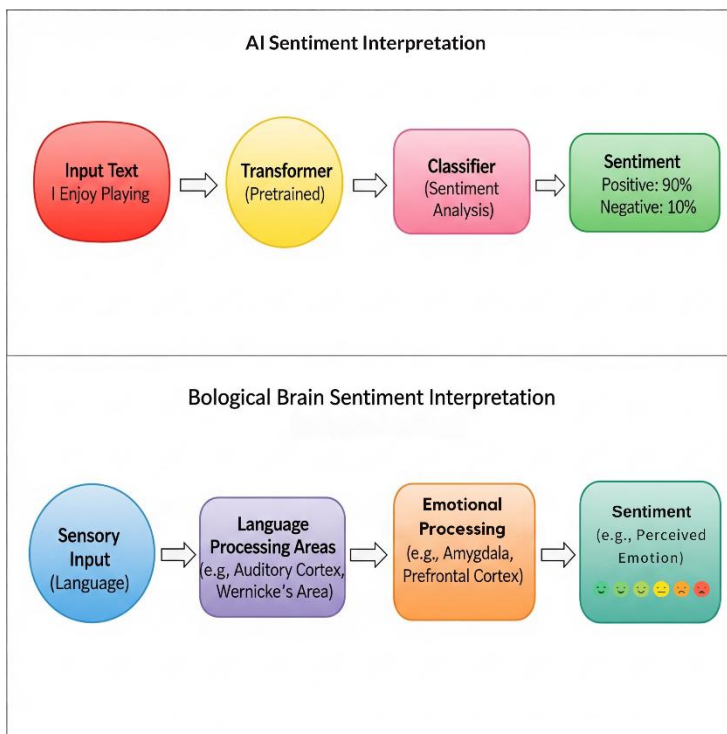 AI Sentiment Interpretation
Input Text
I Enjoy Playing
Transformer
(Pretrained)
Classifier
(Sentiment
Analysis)
Sentiment
Positive: 90%
Negative: 10%
Bological Brain Sentiment Interpretation
Sensory
Input
(Language)
Language
Processing Areas
(e.g, Auditory Cortex,
Wernicke's Area)
Emotional
Processing
(e.g., Amygdala,
Prefrontal Cortex)
Sentiment
(e.g., Perceived
Emotion)